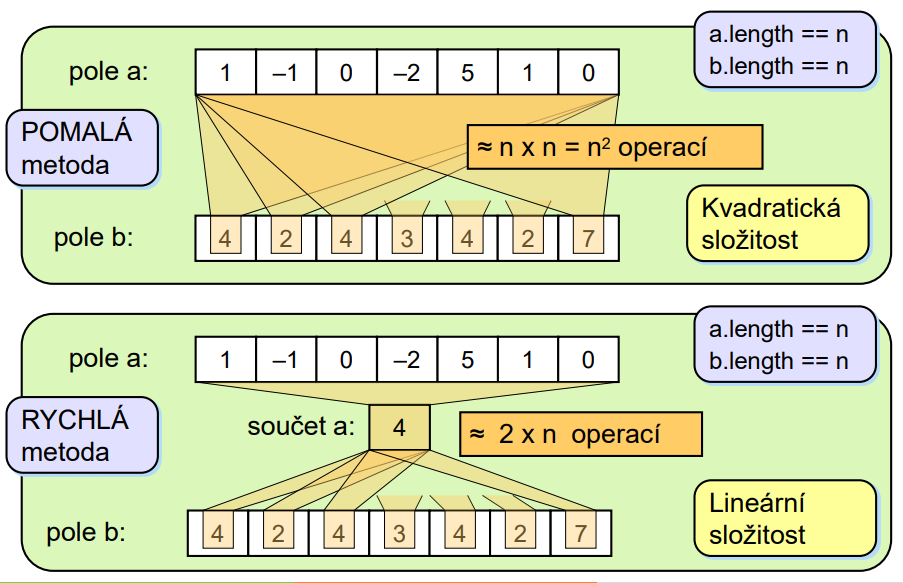 a.length == n
b.length == n
pole a: 1 –1 0 –2 5 1 0
POMALÁ
metoda
≈ n x n = n² operací
Kvadratická
složitost
pole b: 4 2 4 3 4 2 7
a.length == n
b.length == n
pole a: 1 –1 0 –2 5 1 0
RYCHLÁ
metoda
součet a: 4
≈ 2 x n operací
Lineární
složitost
pole b: 4 2 4 3 4 2 7